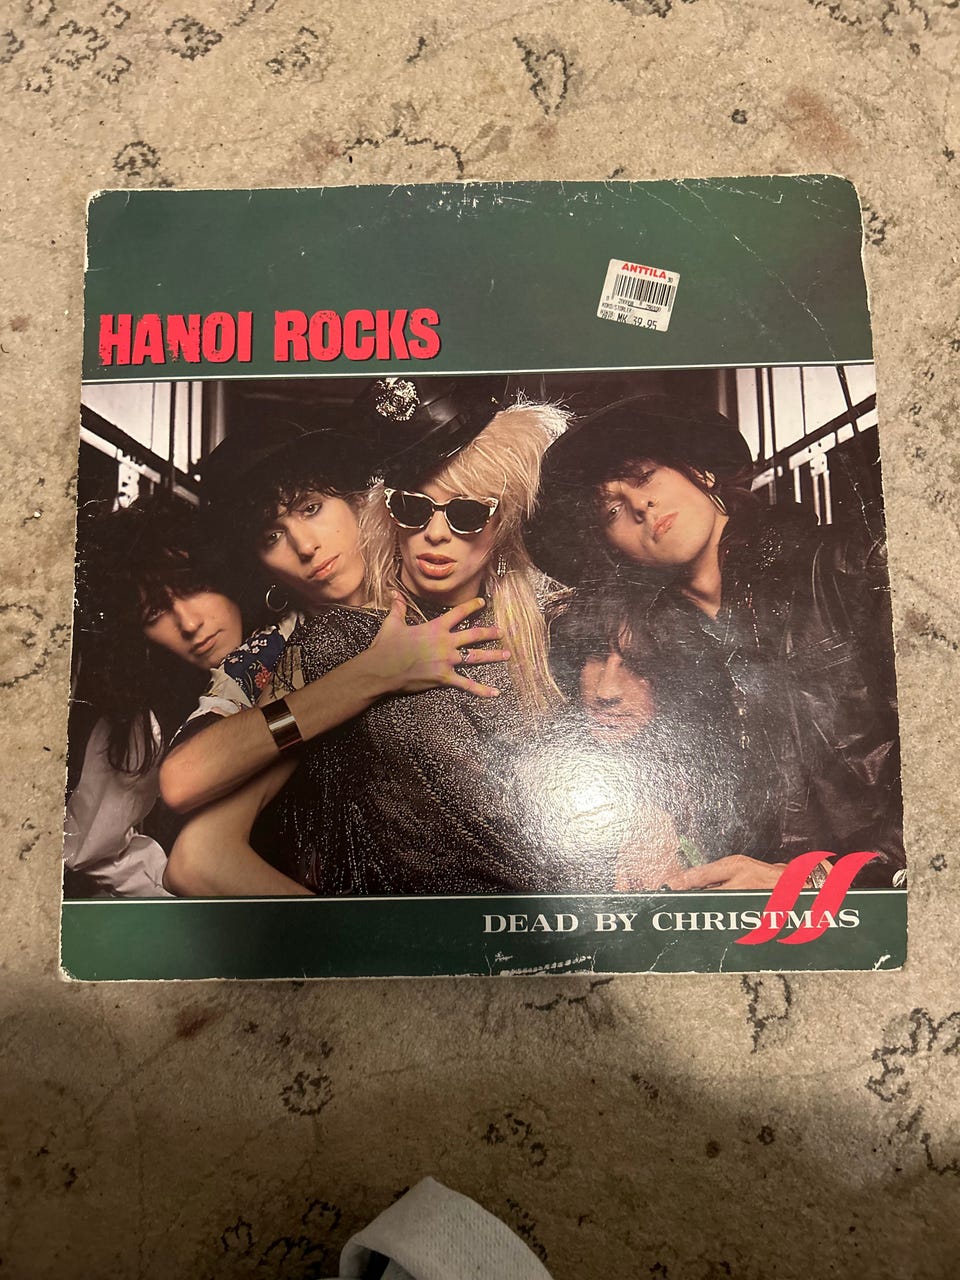 ANTTILA
MK 39.95
HANOI ROCKS
DEAD BY CHRISTMAS